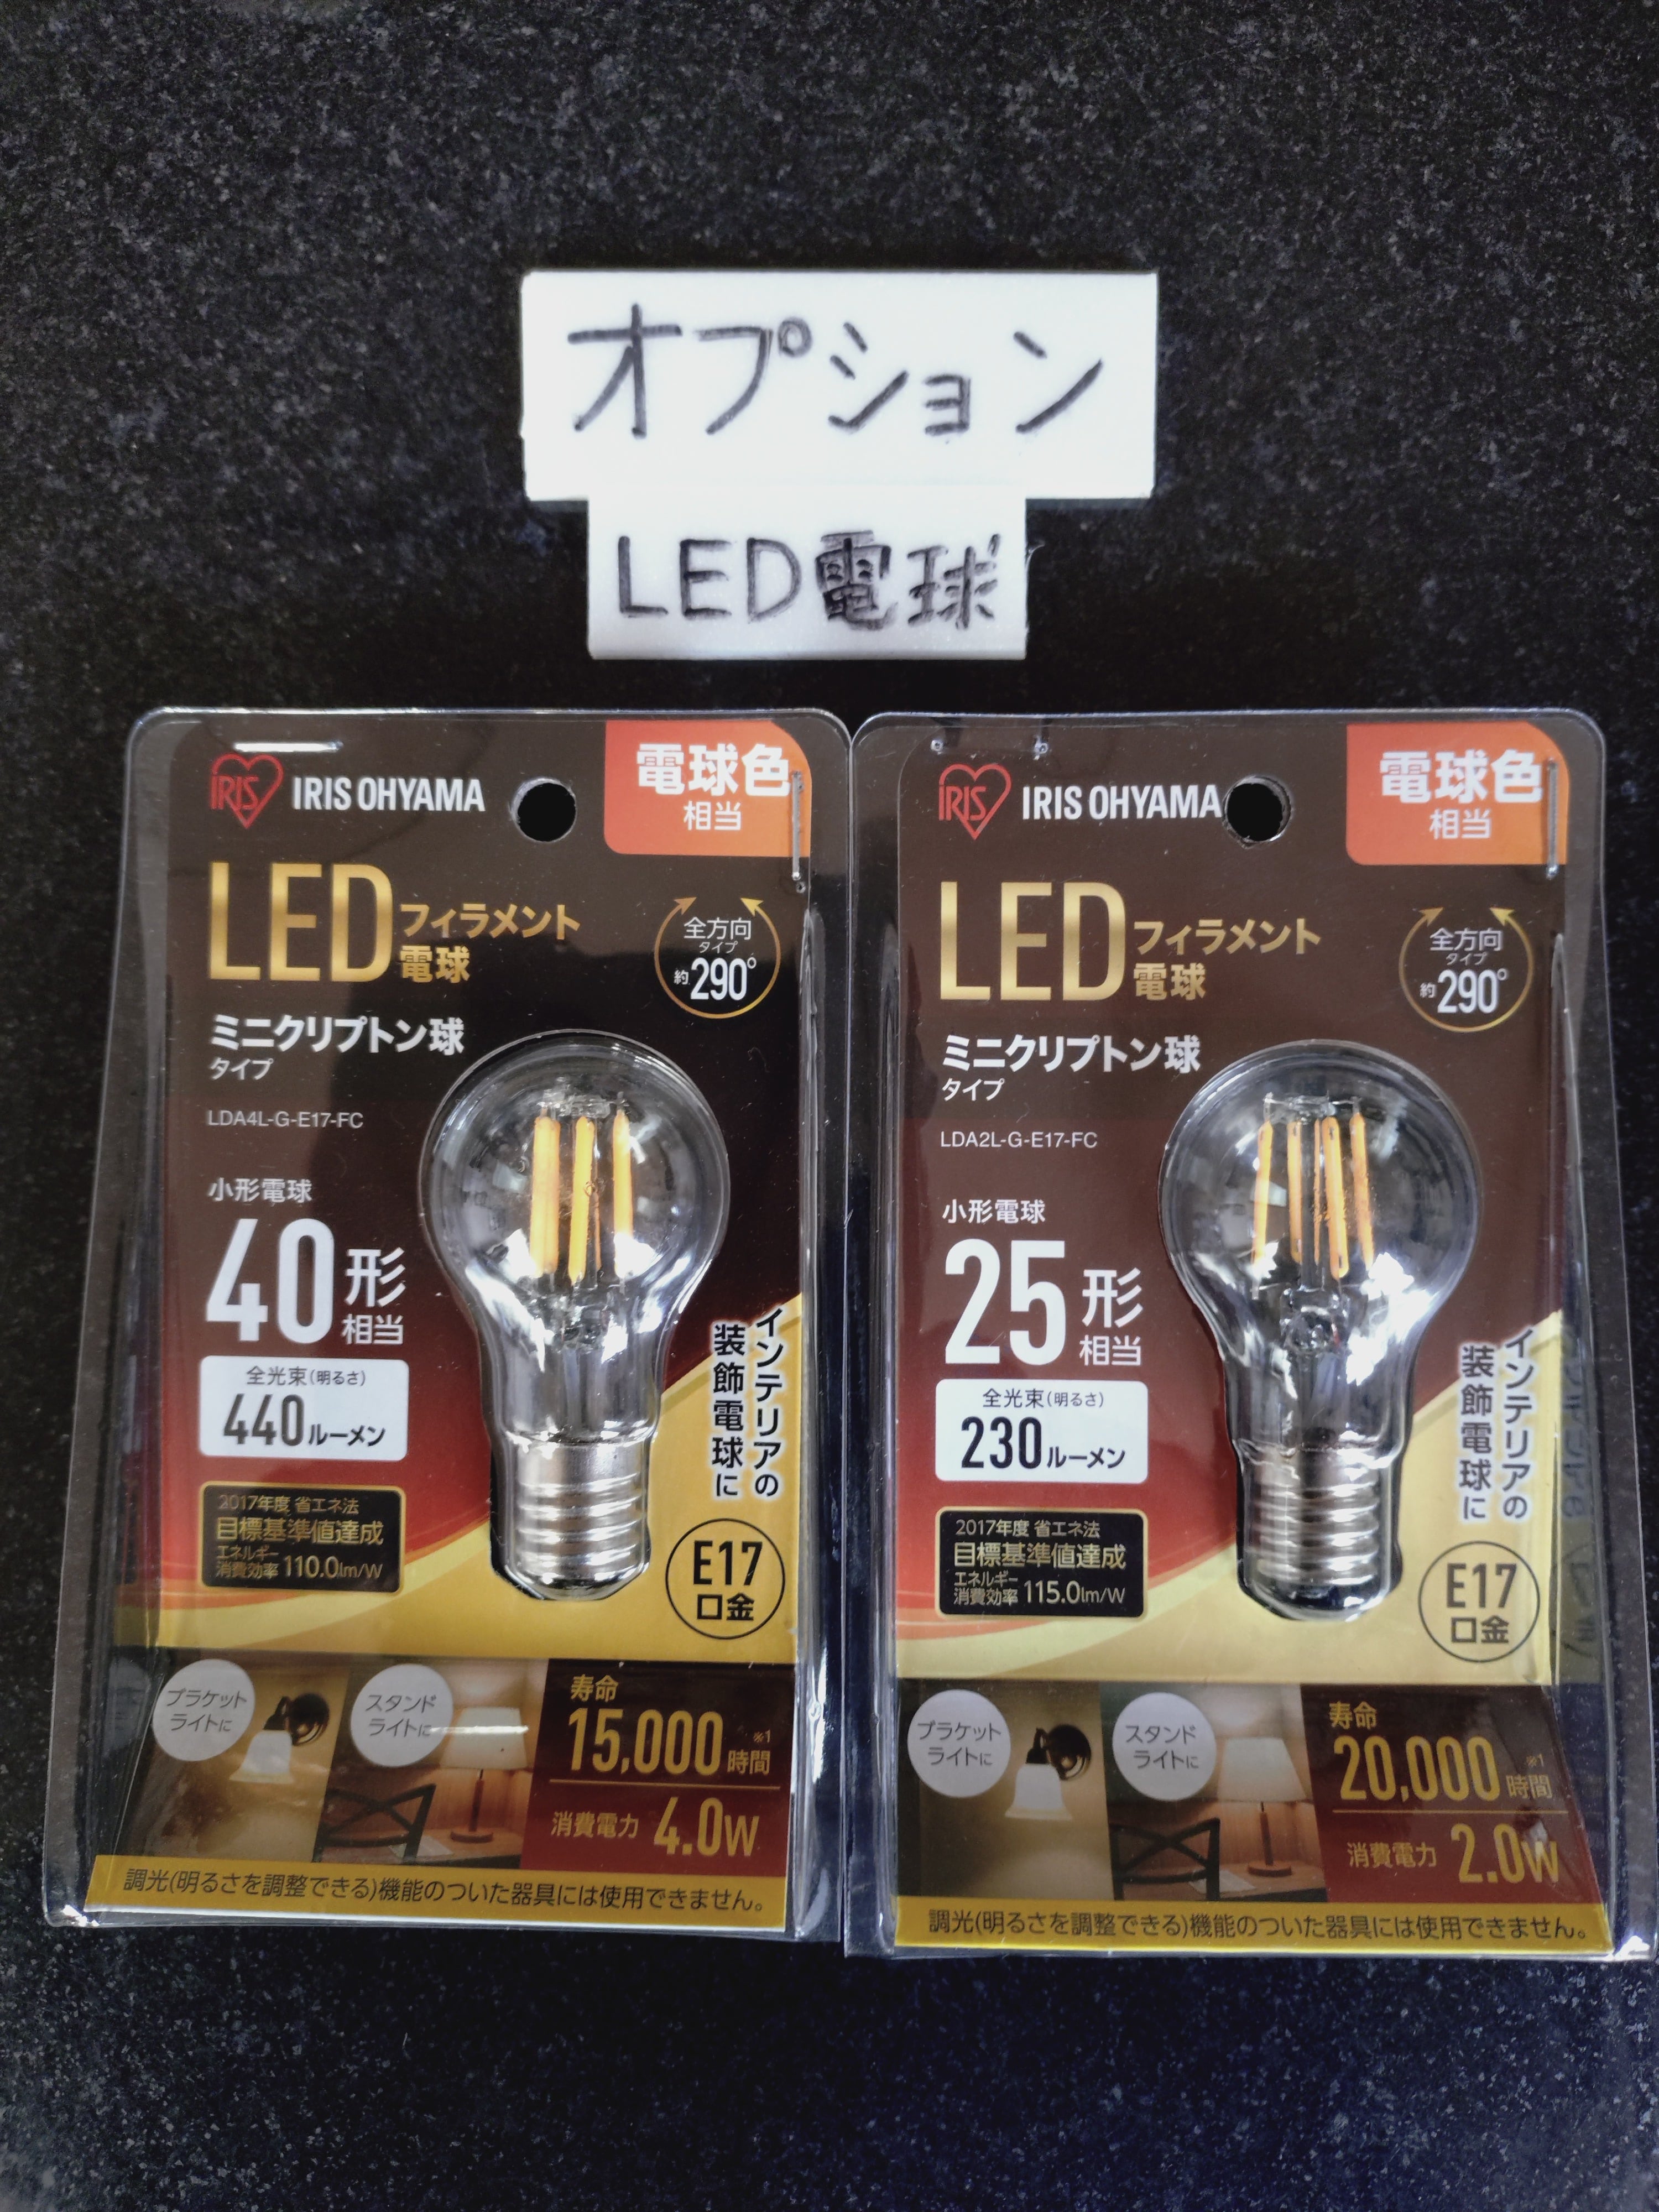 オプション
LED電球
IRIS IRIS OHYAMA
電球色
相当
LED フィラメント
電球
全方向
タイプ
約290°
ミニクリプトン球
タイプ
LDA4L-G-E17-FC
小形電球
40形
相当
全光束(明るさ)
440ルーメン
2017年度 省エネ法
目標基準値達成
エネルギー
消費効率 110.0lm/W
インテリアの
装飾電球に
E17
口金
ブラケット
ライトに
スタンド
ライトに
寿命
15,000時間 ※1
消費電力 4.0W
調光(明るさを調整できる)機能のついた器具には使用できません。
IRIS IRIS OHYAMA
電球色
相当
LED フィラメント
電球
全方向
タイプ
約290°
ミニクリプトン球
タイプ
LDA2L-G-E17-FC
小形電球
25形
相当
全光束(明るさ)
230ルーメン
2017年度 省エネ法
目標基準値達成
エネルギー
消費効率 115.0lm/W
インテリアの
装飾電球に
E17
口金
ブラケット
ライトに
スタンド
ライトに
寿命
20,000時間 ※1
消費電力 2.0W
調光(明るさを調整できる)機能のついた器具には使用できません。